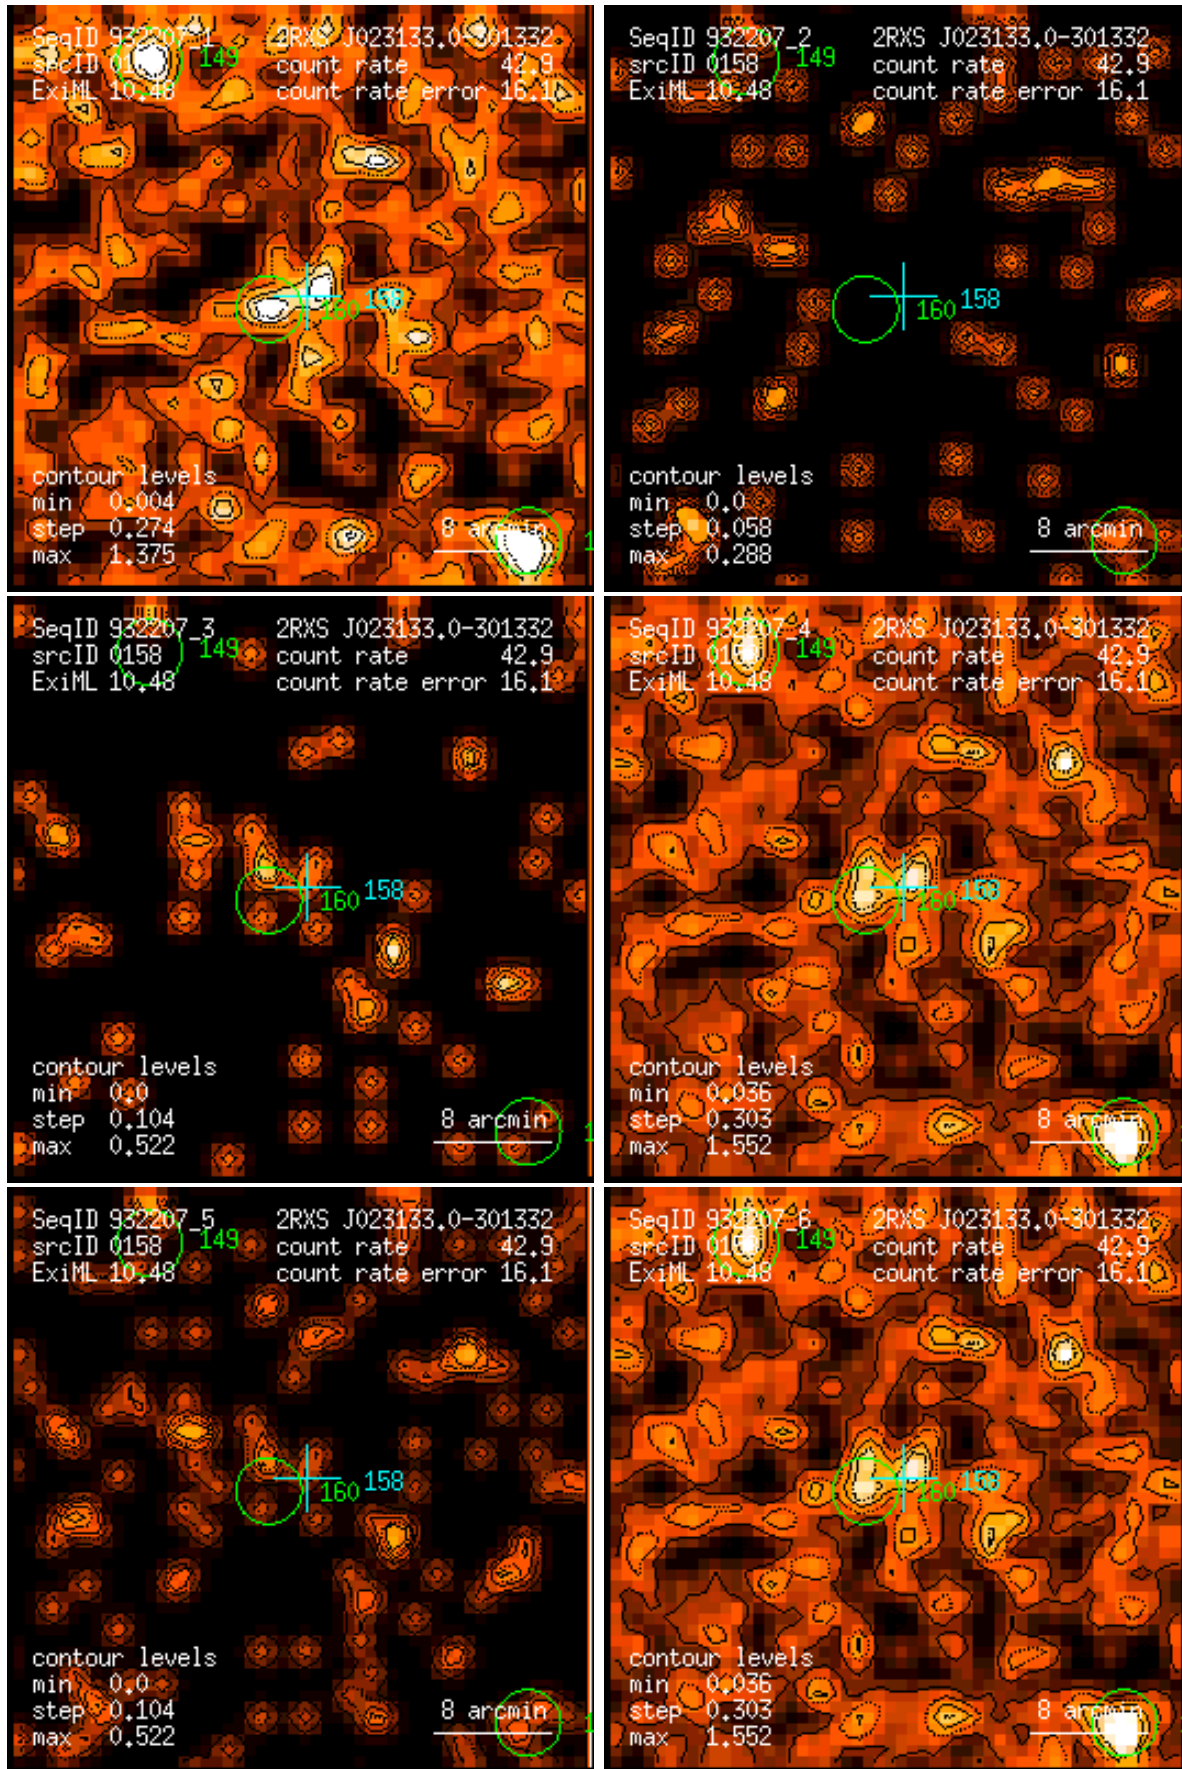 SeqID 932207_1 2RXS J023133.0-301332
srcID 0158 149 count rate 42.9
ExiML 10.48 count rate error 16.1
160 158
contour levels
min 0.004
step 0.274 8 arcmin
max 1.375 1
SeqID 932207_2 2RXS J023133.0-301332
srcID 0158 149 count rate 42.9
ExiML 10.48 count rate error 16.1
160 158
contour levels
min 0.0
step 0.058 8 arcmin
max 0.288
SeqID 932207_3 2RXS J023133.0-301332
srcID 0158 149 count rate 42.9
ExiML 10.48 count rate error 16.1
160 158
contour levels
min 0.0
step 0.104 8 arcmin
max 0.522 1
SeqID 932207_4 2RXS J023133.0-301332
srcID 0158 149 count rate 42.9
ExiML 10.48 count rate error 16.1
160 158
contour levels
min 0.036
step 0.303 8 arcmin
max 1.552
SeqID 932207_5 2RXS J023133.0-301332
srcID 0158 149 count rate 42.9
ExiML 10.48 count rate error 16.1
160 158
contour levels
min 0.0
step 0.104 8 arcmin
max 0.522 1
SeqID 932207_6 2RXS J023133.0-301332
srcID 0158 149 count rate 42.9
ExiML 10.48 count rate error 16.1
160 158
contour levels
min 0.036
step 0.303 8 arcmin
max 1.552